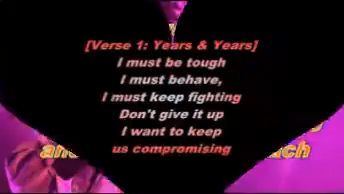 [Verse 1: Years & Years]
I must be tough
I must behave,
I must keep fighting
Don't give it up
I want to keep
us compromising